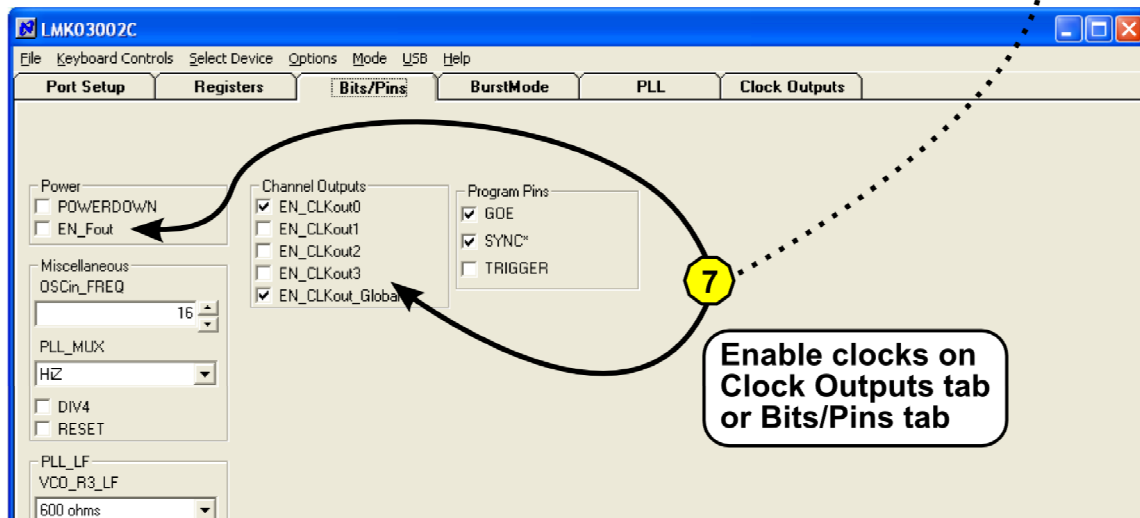 LMK03002C
File Keyboard Controls Select Device Options Mode USB Help
Port Setup Registers Bits/Pins BurstMode PLL Clock Outputs
Power
POWERDOWN
EN_Fout
Channel Outputs
EN_CLKout0
EN_CLKout1
EN_CLKout2
EN_CLKout3
EN_CLKout_Global
Program Pins
GOE
SYNC*
TRIGGER
Miscellaneous
OSCin_FREQ
16
PLL_MUX
HiZ
DIV4
RESET
PLL_LF
VCO_R3_LF
600 ohms
7
Enable clocks on
Clock Outputs tab
or Bits/Pins tab